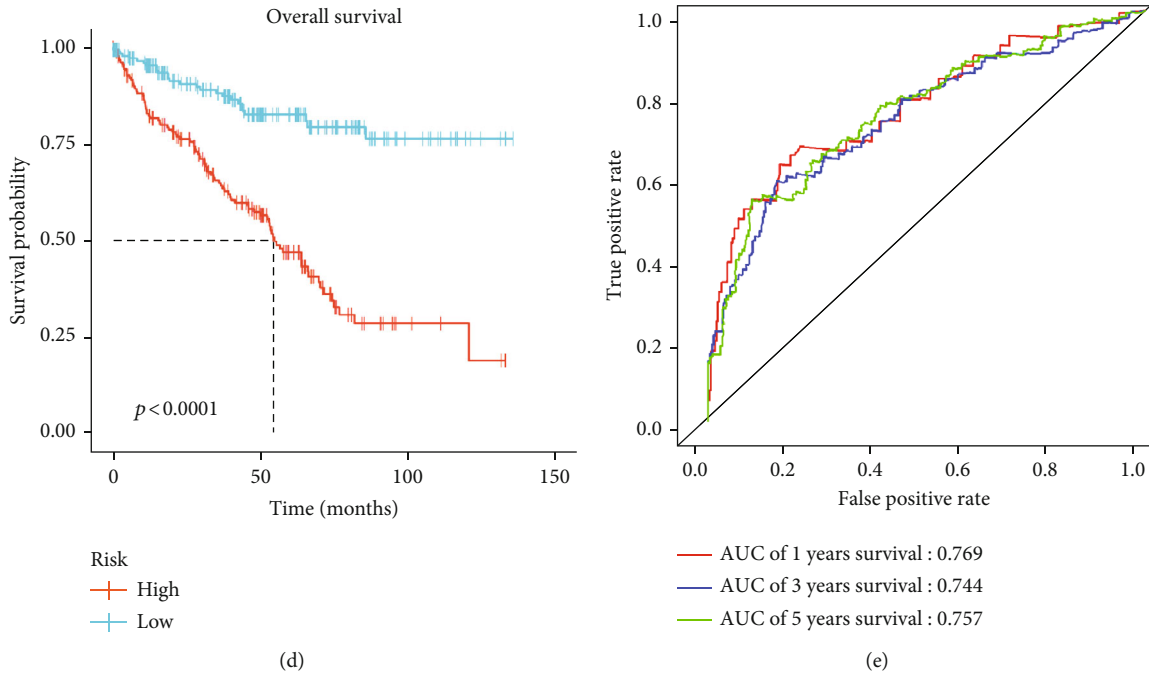 Overall survival
Survival probability
1.00
0.75
0.50
0.25
0.00
p < 0.0001
0 50 100 150
Time (months)
Risk
High
Low
(d)
True positive rate
1.0
0.8
0.6
0.4
0.2
0.0
0.0 0.2 0.4 0.6 0.8 1.0
False positive rate
AUC of 1 years survival : 0.769
AUC of 3 years survival : 0.744
AUC of 5 years survival : 0.757
(e)